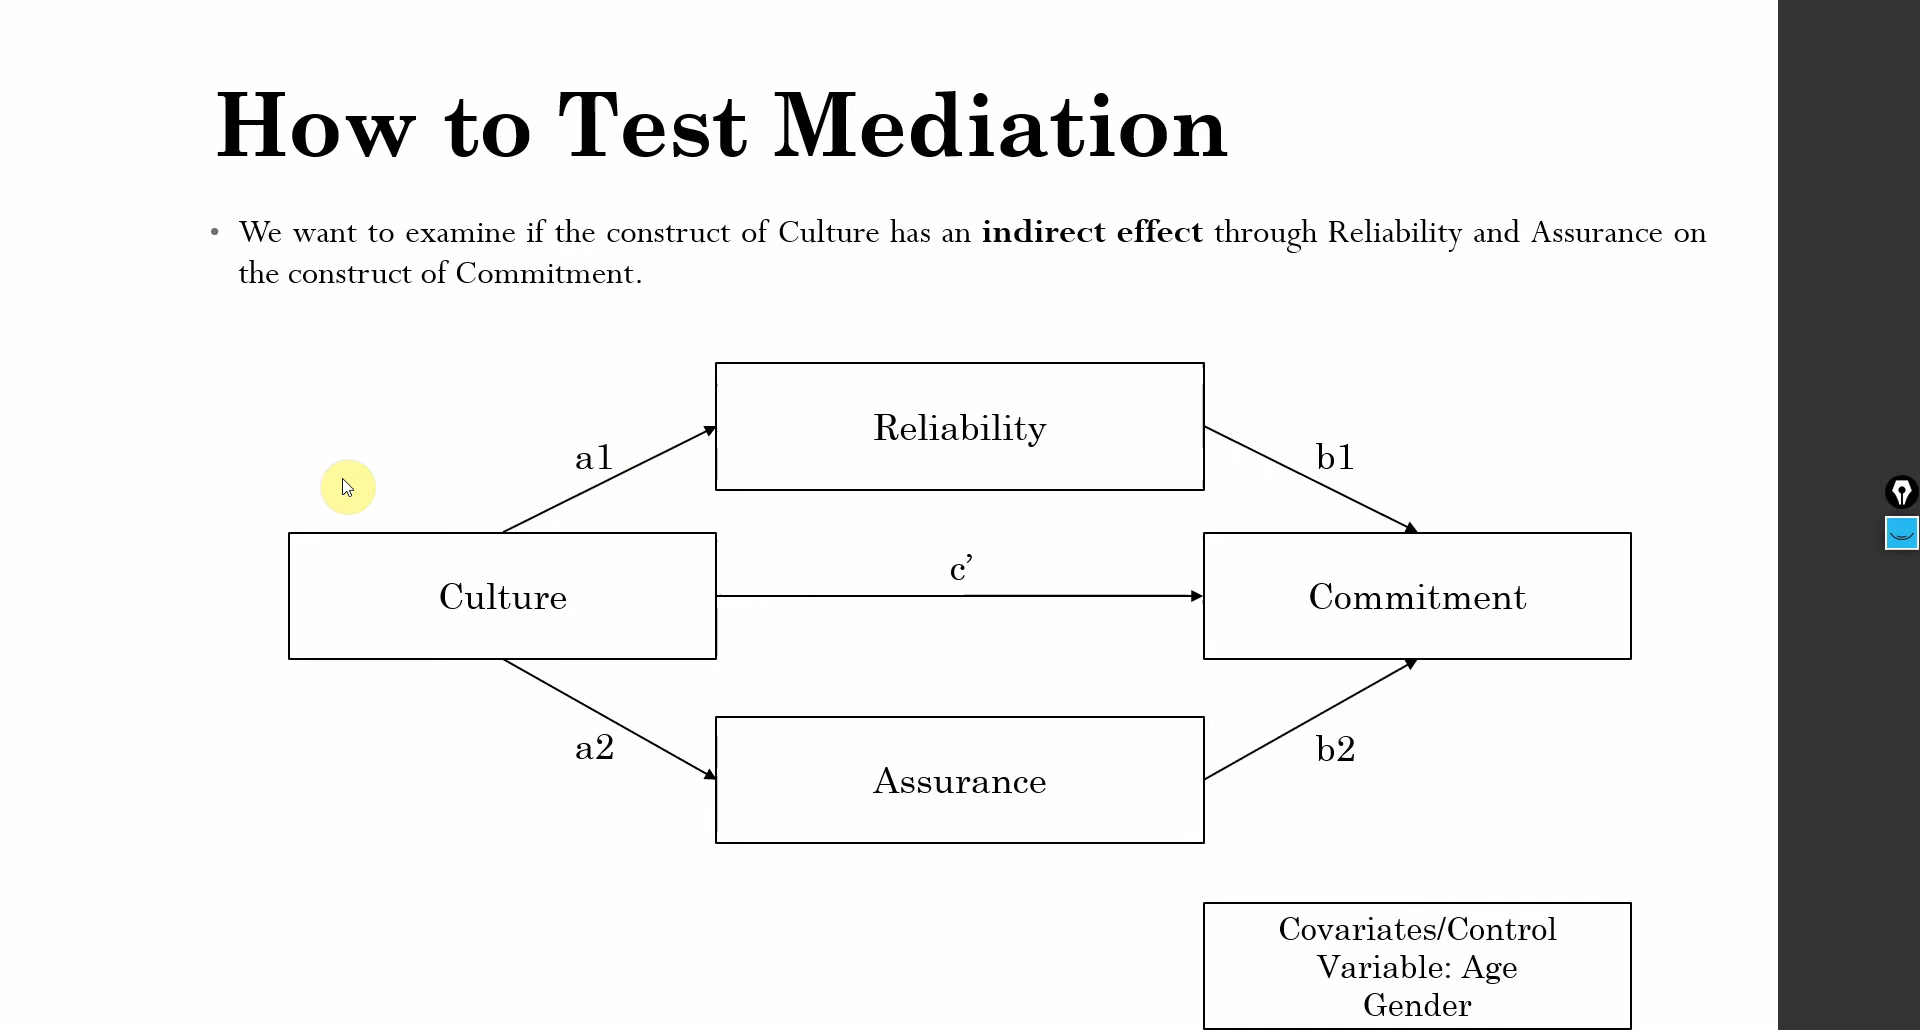 How to Test Mediation
• We want to examine if the construct of Culture has an indirect effect through Reliability and Assurance on
the construct of Commitment.
Reliability
a1
b1
c’
Culture
Commitment
a2
b2
Assurance
Covariates/Control
Variable: Age
Gender